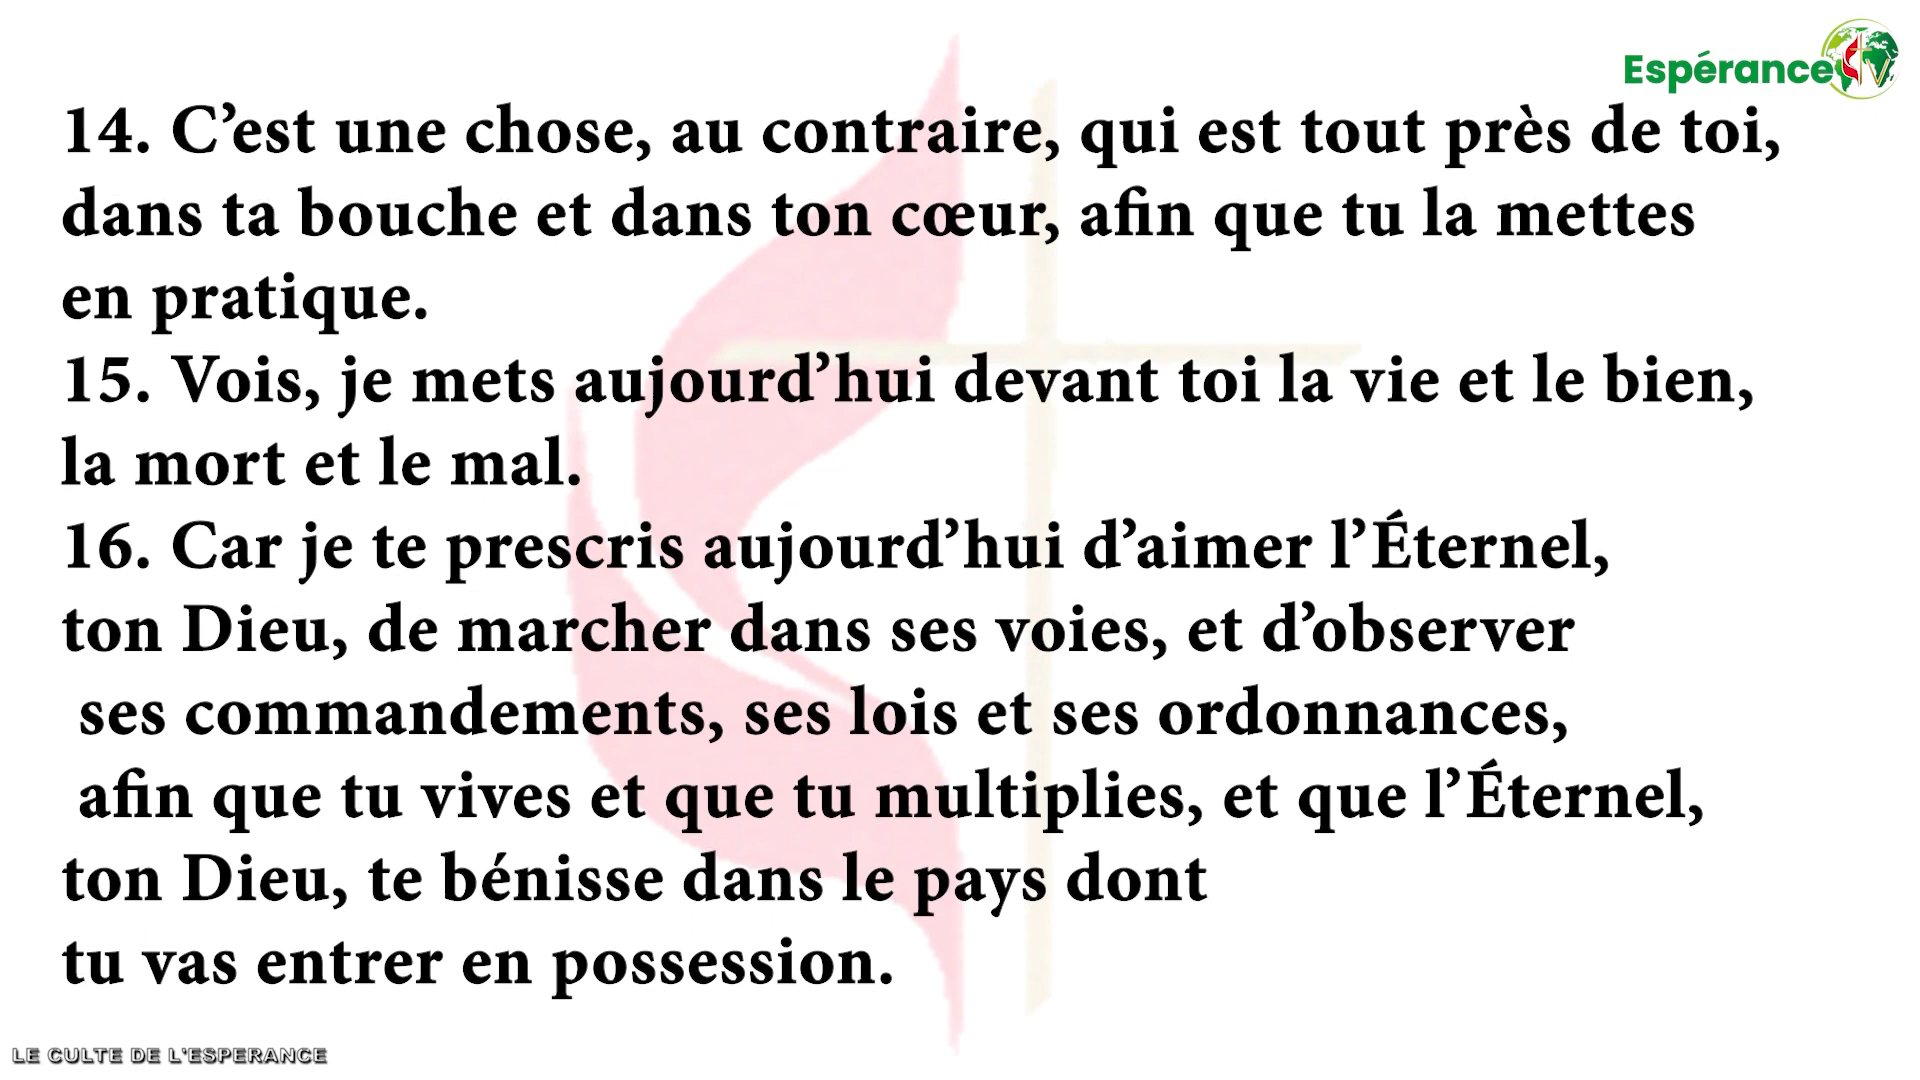 Espérance TV
14. C’est une chose, au contraire, qui est tout près de toi,
dans ta bouche et dans ton cœur, afin que tu la mettes
en pratique.
15. Vois, je mets aujourd’hui devant toi la vie et le bien,
la mort et le mal.
16. Car je te prescris aujourd’hui d’aimer l’Éternel,
ton Dieu, de marcher dans ses voies, et d’observer
ses commandements, ses lois et ses ordonnances,
afin que tu vives et que tu multiplies, et que l’Éternel,
ton Dieu, te bénisse dans le pays dont
tu vas entrer en possession.
LE CULTE DE L'ESPERANCE